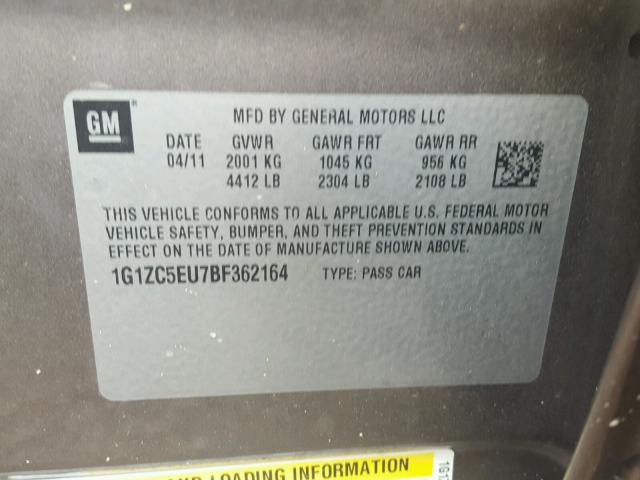 GM
MFD BY GENERAL MOTORS LLC
DATE GVWR GAWR FRT GAWR RR
04/11 2001 KG 1045 KG 956 KG
4412 LB 2304 LB 2108 LB
THIS VEHICLE CONFORMS TO ALL APPLICABLE U.S. FEDERAL MOTOR
VEHICLE SAFETY, BUMPER, AND THEFT PREVENTION STANDARDS IN
EFFECT ON THE DATE OF MANUFACTURE SHOWN ABOVE.
1G1ZC5EU7BF362164 TYPE: PASS CAR
LOADING INFORMATION